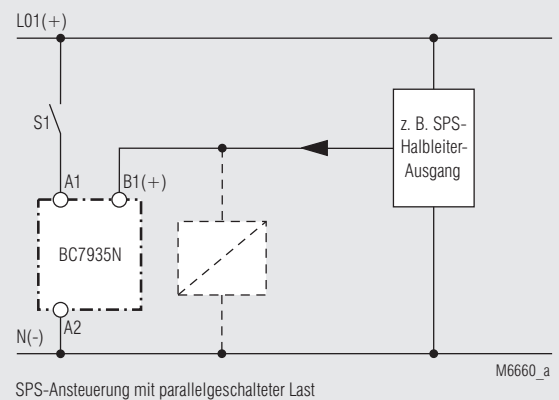 L01(+)
S1
A1
B1(+)
z. B. SPS-
Halbleiter-
Ausgang
BC7935N
A2
N(-)
M6660_a
SPS-Ansteuerung mit parallelgeschalteter Last